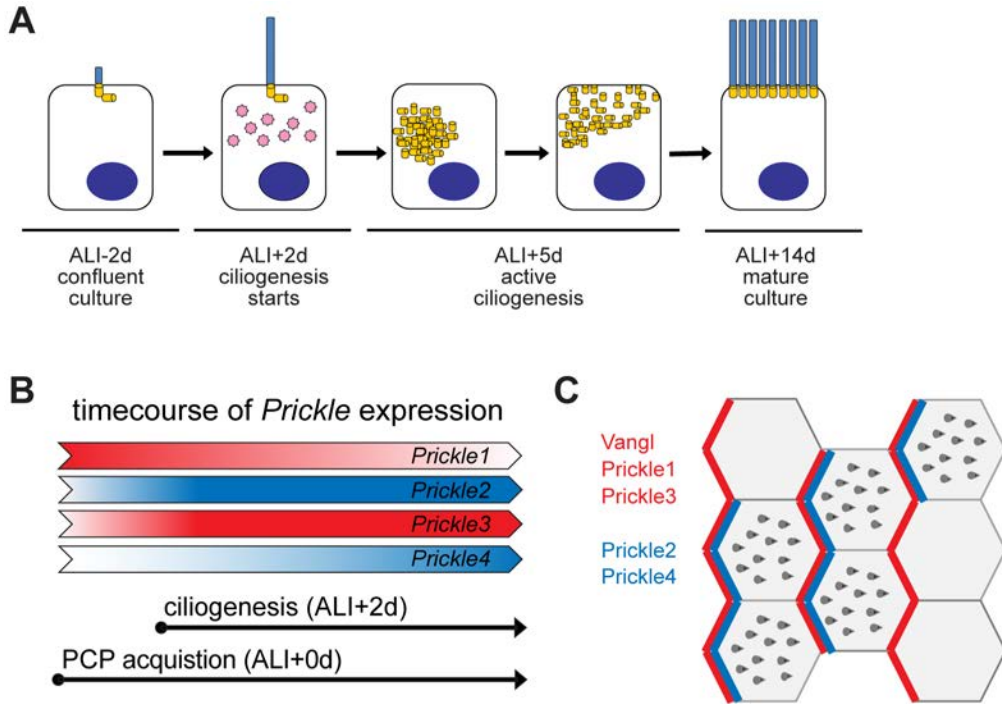 A
ALI-2d
confluent
culture
ALI+2d
ciliogenesis
starts
ALI+5d
active
ciliogenesis
ALI+14d
mature
culture
B
timecourse of Prickle expression
Prickle1
Prickle2
Prickle3
Prickle4
ciliogenesis (ALI+2d)
PCP acquistion (ALI+0d)
C
Vangl
Prickle1
Prickle3
Prickle2
Prickle4